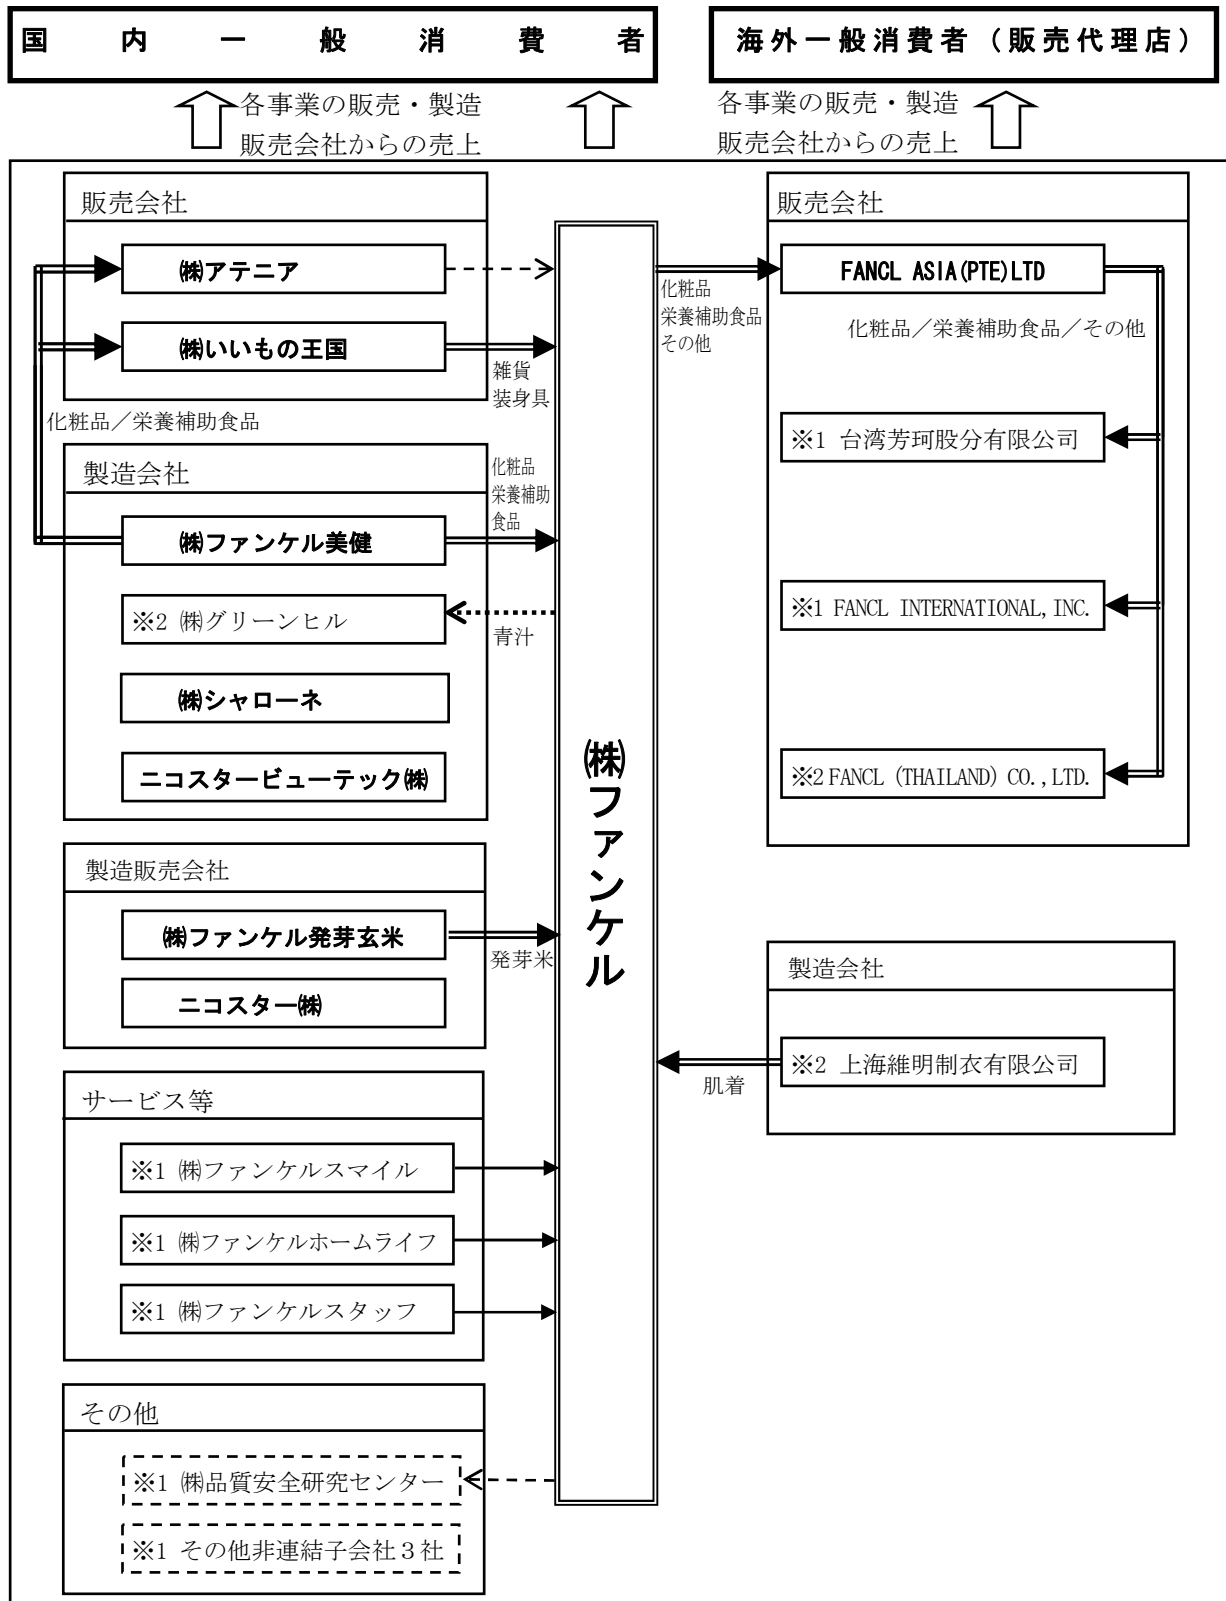 国内一般消費者
海外一般消費者（販売代理店）
各事業の販売・製造
販売会社からの売上
各事業の販売・製造
販売会社からの売上
販売会社
㈱アテニア
㈱いいもの王国
雑貨
装身具
化粧品／栄養補助食品
製造会社
化粧品
栄養補助
食品
㈱ファンケル美健
※2 ㈱グリーンヒル
青汁
㈱シャローネ
ニコスタービューテック㈱
製造販売会社
㈱ファンケル発芽玄米
発芽米
ニコスター㈱
サービス等
※1 ㈱ファンケルスマイル
※1 ㈱ファンケルホームライフ
※1 ㈱ファンケルスタッフ
その他
※1 ㈱品質安全研究センター
※1 その他非連結子会社３社
㈱ファンケル
化粧品
栄養補助食品
その他
販売会社
FANCL ASIA(PTE)LTD
化粧品／栄養補助食品／その他
※1 台湾芳珂股分有限公司
※1 FANCL INTERNATIONAL,INC.
※2 FANCL (THAILAND) CO.,LTD.
製造会社
※2 上海維明制衣有限公司
肌着